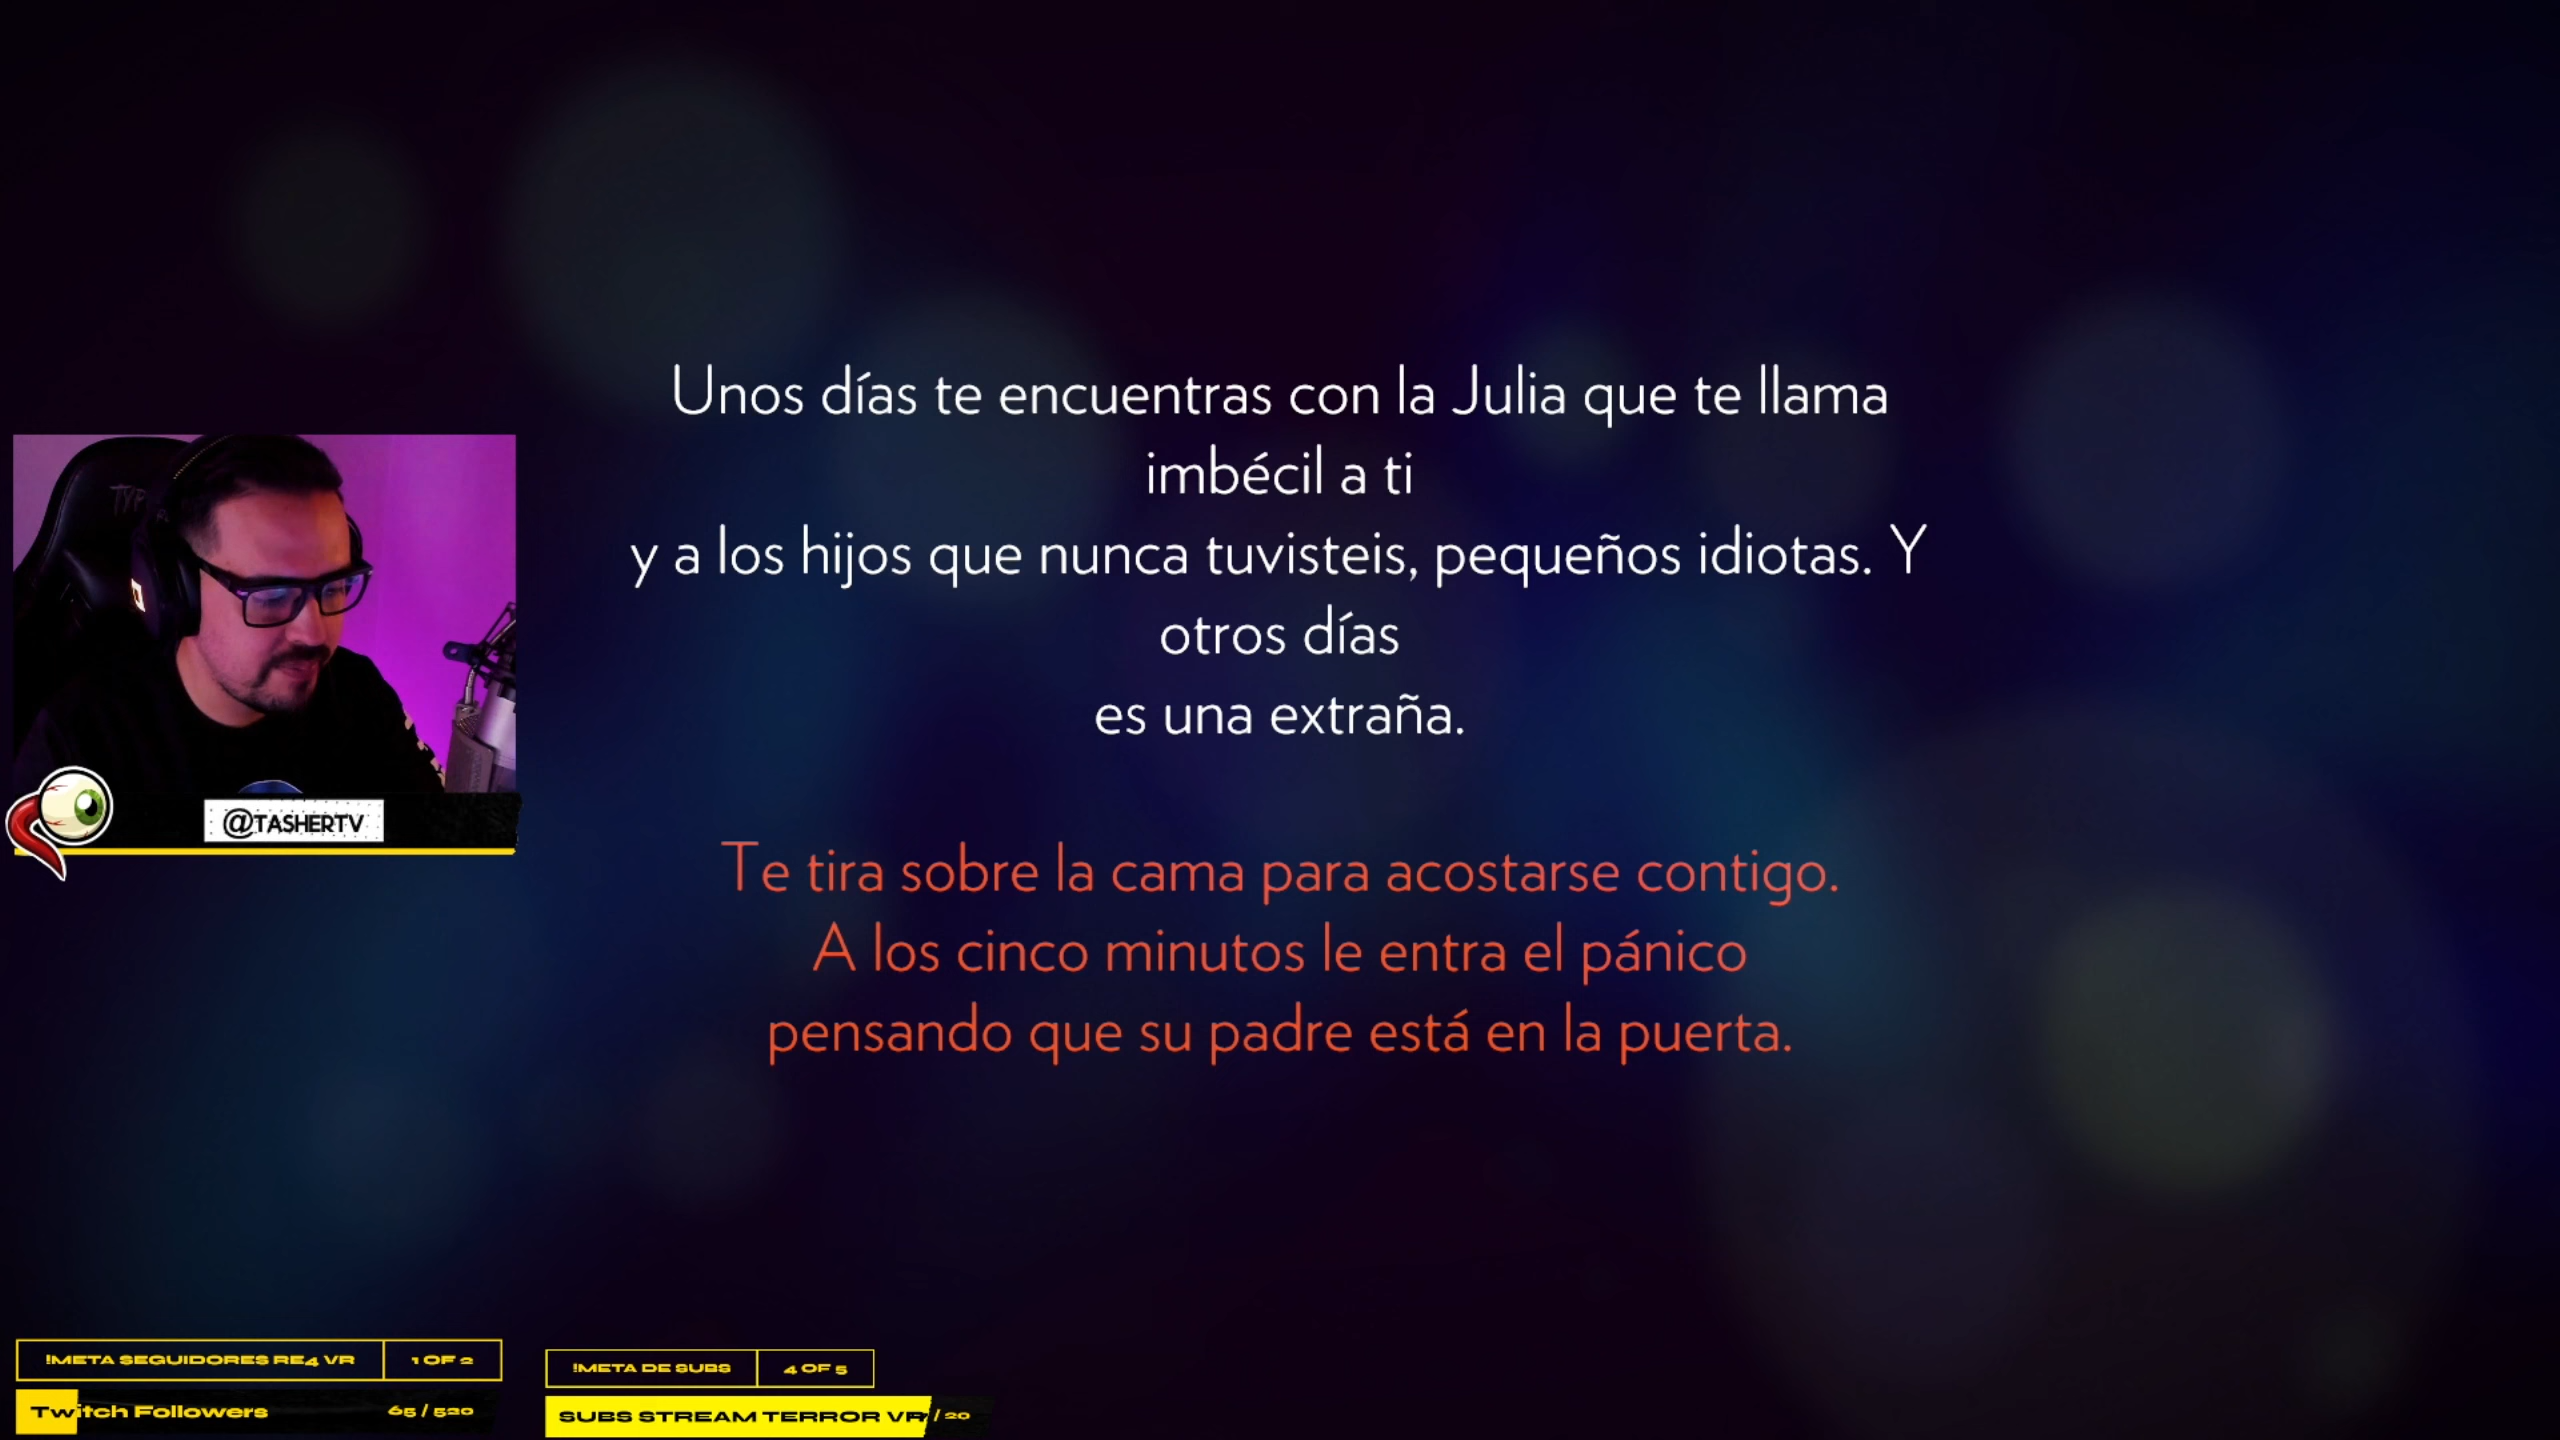 Unos días te encuentras con la Julia que te llama
imbécil a ti
y a los hijos que nunca tuvisteis, pequeños idiotas. Y
otros días
es una extraña.
Te tira sobre la cama para acostarse contigo.
A los cinco minutos le entra el pánico
pensando que su padre está en la puerta.
@TASHERTV
!META SEGUIDORES RE4 VR 1 OF 2
Twitch Followers 65 / 520
!META DE SUBS 4 OF 5
SUBS STREAM TERROR VR / 20